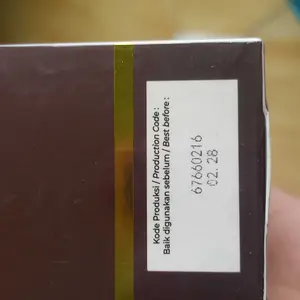 Kode Produksi / Production Code :
Baik digunakan sebelum / Best before :
67660216
02. 28